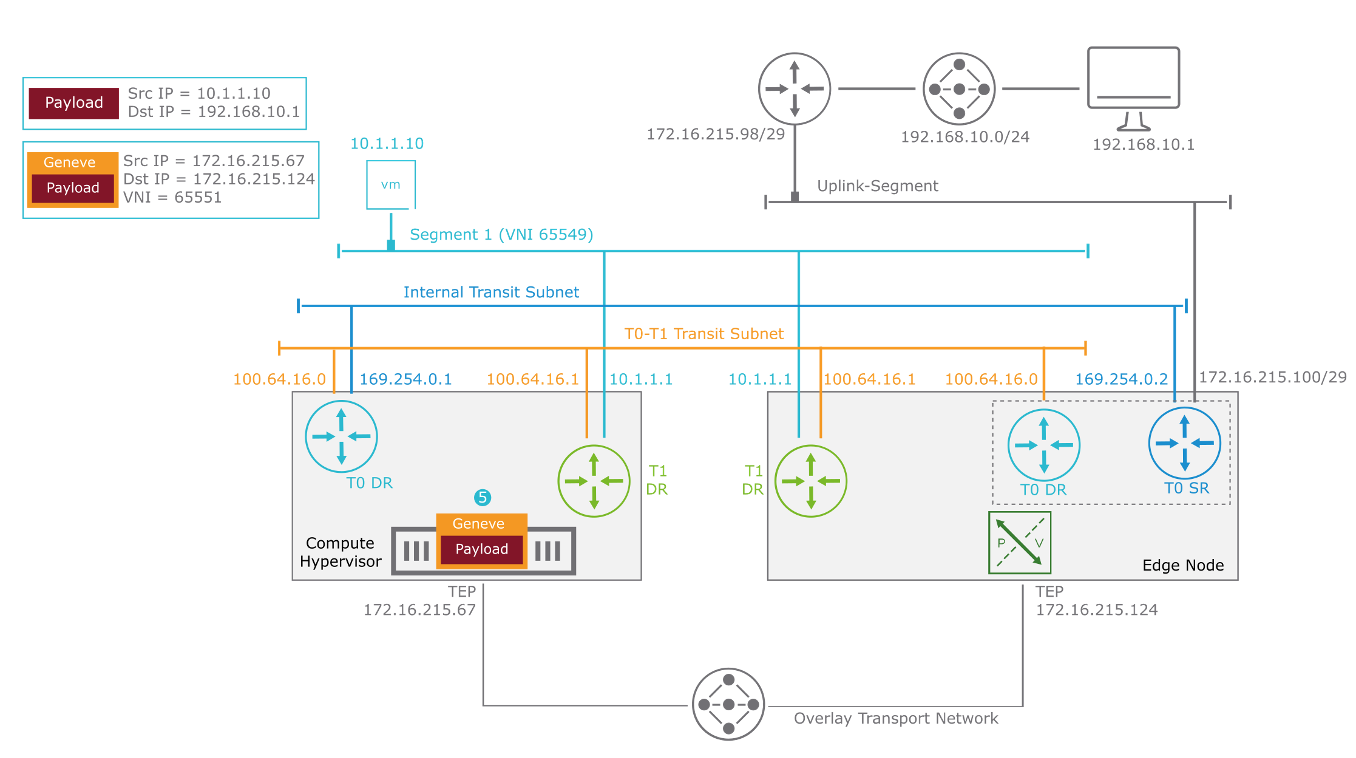 Payload
Src IP = 10.1.1.10
Dst IP = 192.168.10.1
Geneve
Payload
Src IP = 172.16.215.67
Dst IP = 172.16.215.124
VNI = 65551
10.1.1.10
vm
172.16.215.98/29
192.168.10.0/24
192.168.10.1
Uplink-Segment
Segment 1 (VNI 65549)
Internal Transit Subnet
T0-T1 Transit Subnet
100.64.16.0
169.254.0.1
100.64.16.1
10.1.1.1
10.1.1.1
100.64.16.1
100.64.16.0
169.254.0.2
172.16.215.100/29
T0 DR
T1
DR
T1
DR
T0 DR
T0 SR
5
Geneve
Payload
Compute
Hypervisor
P
V
Edge Node
TEP
172.16.215.67
TEP
172.16.215.124
Overlay Transport Network